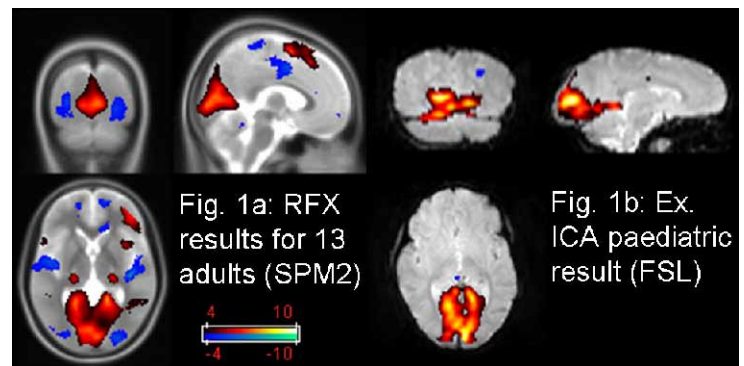 Fig. 1a: RFX
results for 13
adults (SPM2)
4 10
-4 -10
Fig. 1b: Ex.
ICA paediatric
result (FSL)